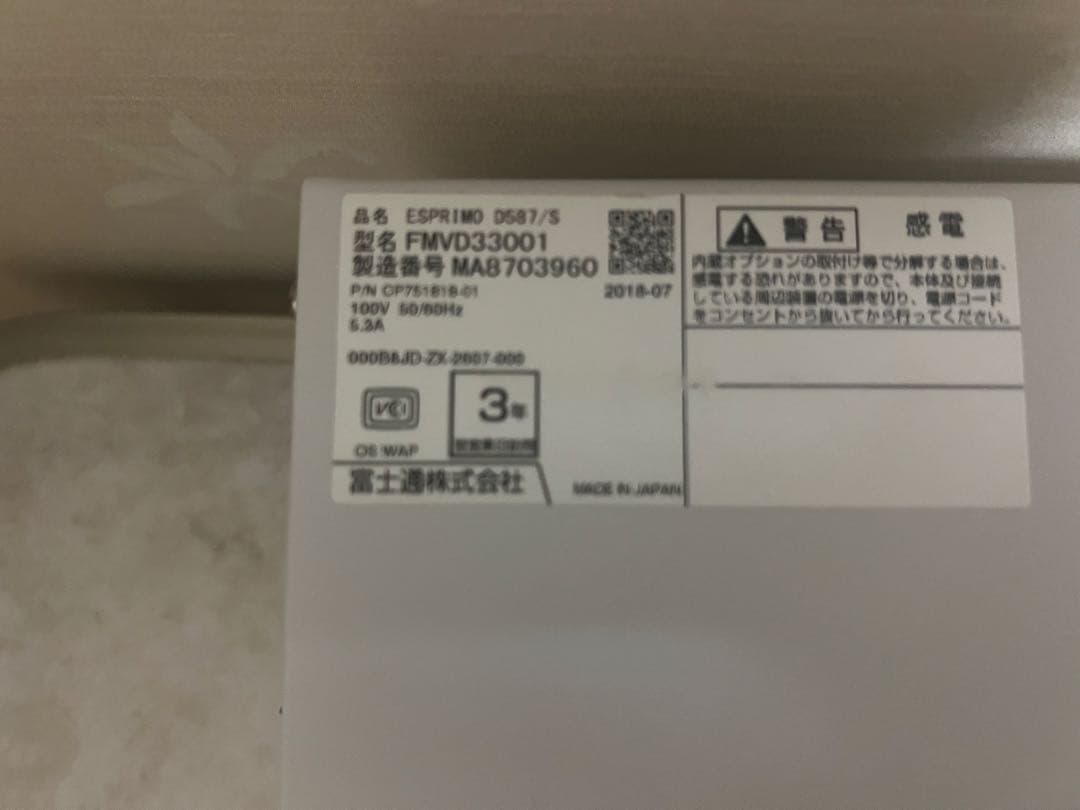 品名 ESPRIMO D587/S
型名 FMVD33001
製造番号 MAB703960
2018-07
P/N CP751818-01
100V 50/60Hz
5.3A
000B8JD-ZX-2607-000
VCI
3年
OS:WAP
富士通株式会社
MADE IN JAPAN
警告 感電
内蔵オプションの取付け等で分解する場合は、
感電する恐れがありますので、本体及び接続
している周辺装置の電源を切り、電源コード
をコンセントから抜いてから行ってください。